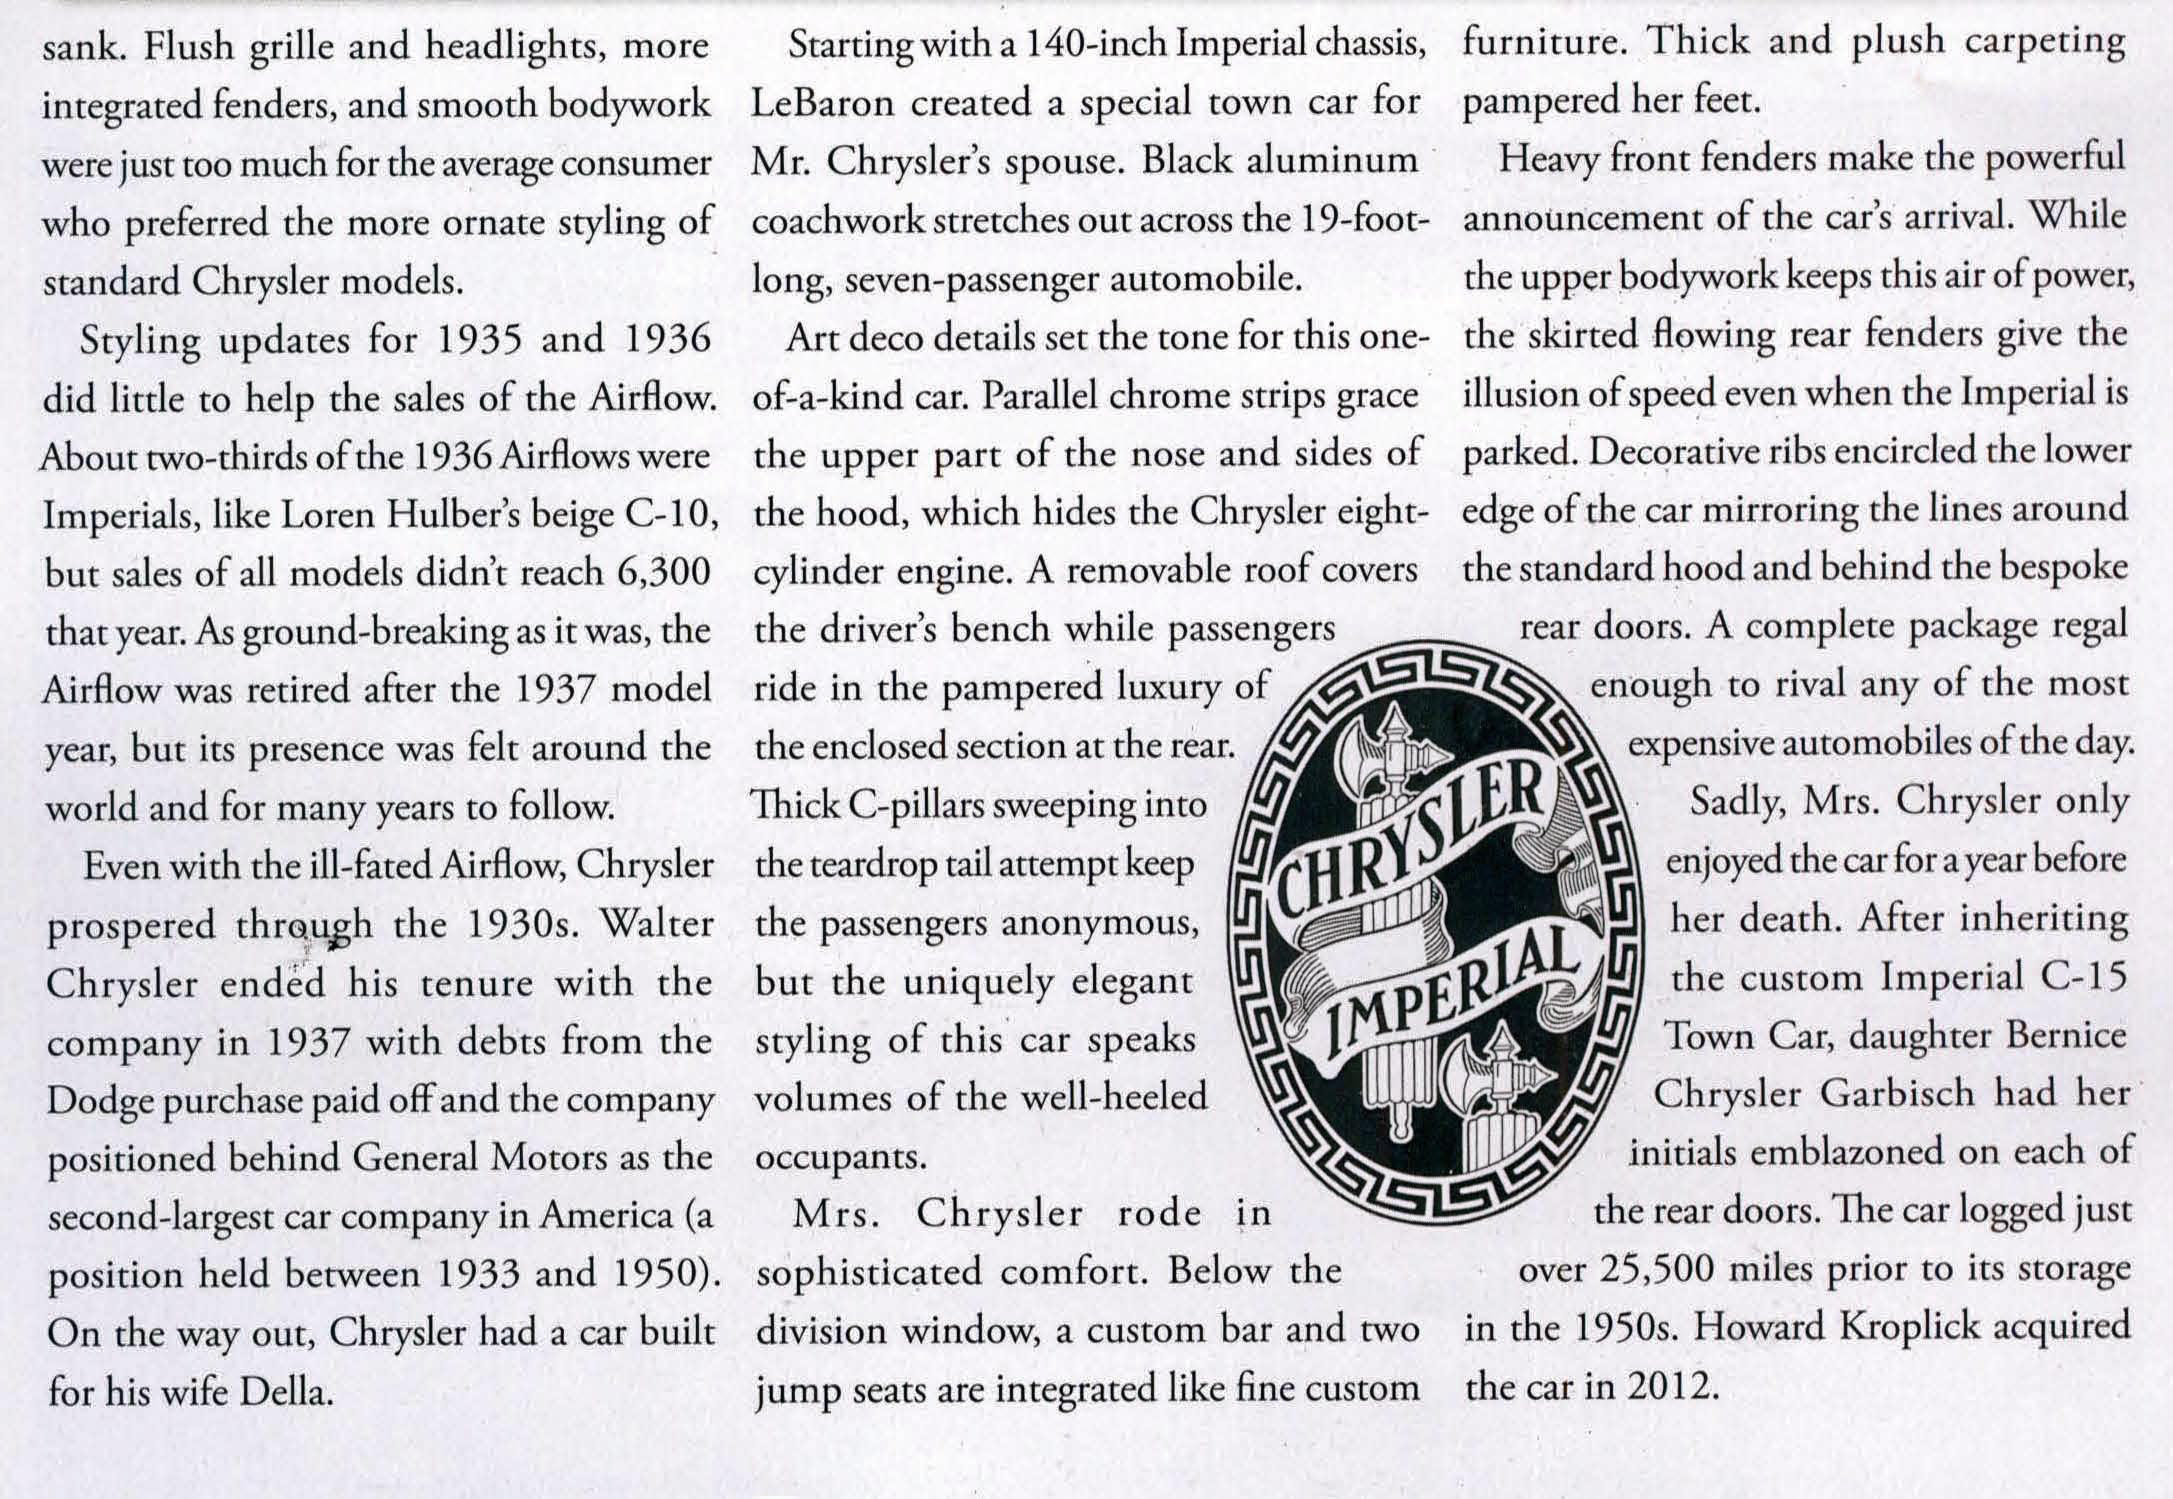 sank. Flush grille and headlights, more
integrated fenders, and smooth bodywork
were just too much for the average consumer
who preferred the more ornate styling of
standard Chrysler models.
Styling updates for 1935 and 1936
did little to help the sales of the Airflow.
About two-thirds of the 1936 Airflows were
Imperials, like Loren Hulber's beige C-10,
but sales of all models didn't reach 6,300
that year. As ground-breaking as it was, the
Airflow was retired after the 1937 model
year, but its presence was felt around the
world and for many years to follow.
Even with the ill-fated Airflow, Chrysler
prospered through the 1930s. Walter
Chrysler ended his tenure with the
company in 1937 with debts from the
Dodge purchase paid off and the company
positioned behind General Motors as the
second-largest car company in America (a
position held between 1933 and 1950).
On the way out, Chrysler had a car built
for his wife Della.
Starting with a 140-inch Imperial chassis,
LeBaron created a special town car for
Mr. Chrysler's spouse. Black aluminum
coachwork stretches out across the 19-foot-
long, seven-passenger automobile.
Art deco details set the tone for this one-
of-a-kind car. Parallel chrome strips grace
the upper part of the nose and sides of
the hood, which hides the Chrysler eight-
cylinder engine. A removable roof covers
the driver's bench while passengers
ride in the pampered luxury of
the enclosed section at the rear.
Thick C-pillars sweeping into
the teardrop tail attempt keep
the passengers anonymous,
but the uniquely elegant
styling of this car speaks
volumes of the well-heeled
occupants.
Mrs. Chrysler rode in
sophisticated comfort. Below the
division window, a custom bar and two
jump seats are integrated like fine custom
CHRYSLER
IMPERIAL
furniture. Thick and plush carpeting
pampered her feet.
Heavy front fenders make the powerful
announcement of the car's arrival. While
the upper bodywork keeps this air of power,
the skirted flowing rear fenders give the
illusion of speed even when the Imperial is
parked. Decorative ribs encircled the lower
edge of the car mirroring the lines around
the standard hood and behind the bespoke
rear doors. A complete package regal
enough to rival any of the most
expensive automobiles of the day.
Sadly, Mrs. Chrysler only
enjoyed the car for a year before
her death. After inheriting
the custom Imperial C-15
Town Car, daughter Bernice
Chrysler Garbisch had her
initials emblazoned on each of
the rear doors. The car logged just
over 25,500 miles prior to its storage
in the 1950s. Howard Kroplick acquired
the car in 2012.